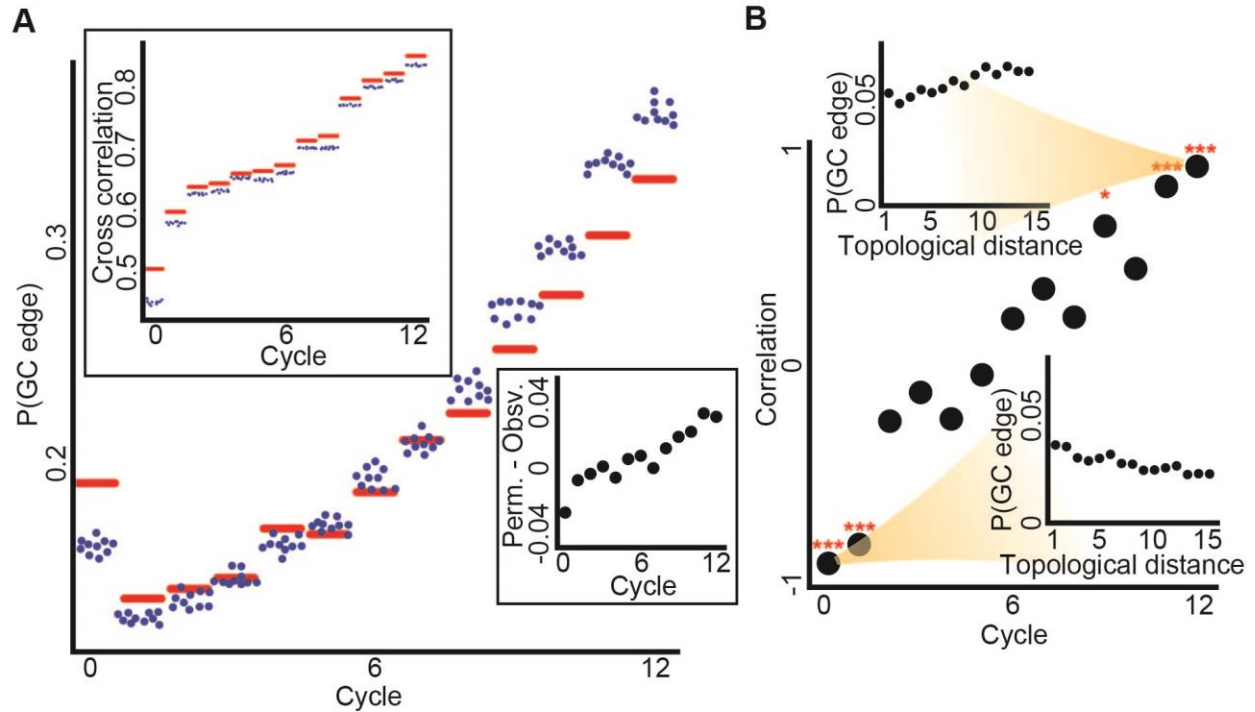 A
P(GC edge)
0.3
0.2
0
6
12
Cycle
Cross correlation
0.8
0.7
0.6
0.5
0
6
12
Cycle
Perm. - Obsv.
0.04
0
-0.04
0
6
12
Cycle
B
Correlation
1
0
-1
0
6
12
Cycle
***
***
*
***
***
P(GC edge)
0.05
0
1
5
10
15
Topological distance
P(GC edge)
0.05
0
1
5
10
15
Topological distance